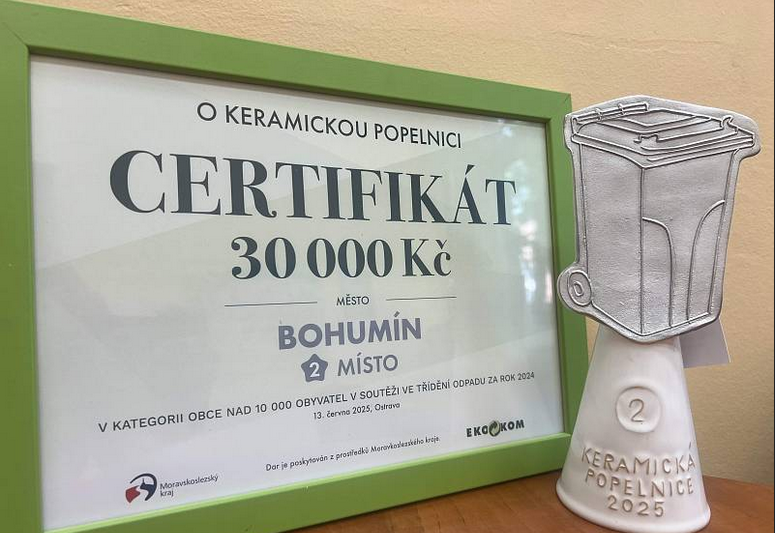 O KERAMICKOU POPELNICI
CERTIFIKÁT
30 000 Kč
MĚSTO
BOHUMÍN
2 MÍSTO
V KATEGORII OBCE NAD 10 000 OBYVATEL V SOUTĚŽI VE TŘÍDĚNÍ ODPADU ZA ROK 2024
13. června 2025, Ostrava
EKO KOM
Dar je poskytován z prostředků Moravskoslezského kraje.
Moravskoslezský
kraj
2
KERAMICKÁ
POPELNICE
2025